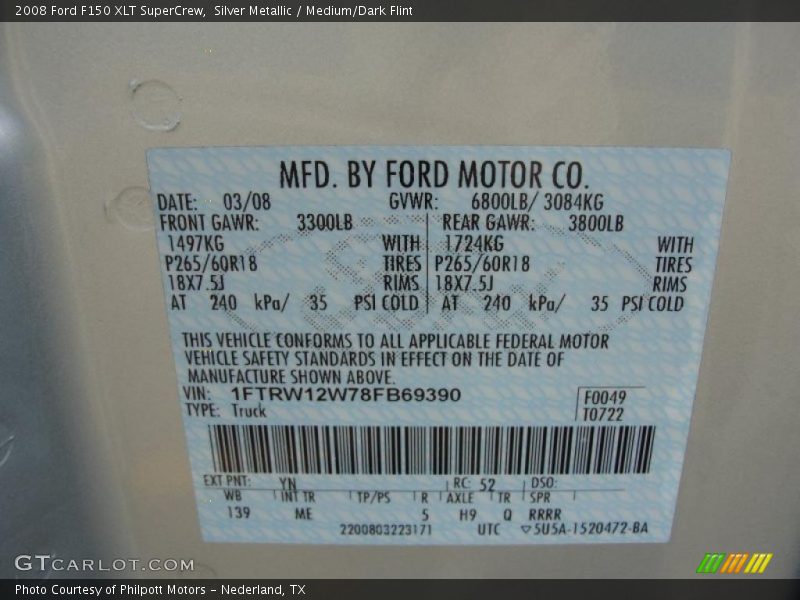 2008 Ford F150 XLT SuperCrew,  Silver Metallic / Medium/Dark Flint
MFD. BY FORD MOTOR CO.
DATE: 03/08 GVWR: 6800LB/ 3084KG
FRONT GAWR: 3300LB REAR GAWR: 3800LB
1497KG WITH 1724KG WITH
P265/60R18 TIRES P265/60R18 TIRES
18X7.5J RIMS 18X7.5J RIMS
AT 240 kPa/ 35 PSI COLD AT 240 kPa/ 35 PSI COLD
THIS VEHICLE CONFORMS TO ALL APPLICABLE FEDERAL MOTOR
VEHICLE SAFETY STANDARDS IN EFFECT ON THE DATE OF
MANUFACTURE SHOWN ABOVE.
VIN: 1FTRW12W78FB69390 F0049
TYPE: Truck T0722
EXT PNT: YN RC: 52 DSO:
WB INT TR TP/PS R AXLE TR SPR
139 ME 5 H9 Q RRRR
2200803223171 UTC ▽5U5A-1520472-BA
GTCARLOT.COM
Photo Courtesy of Philpott Motors - Nederland, TX